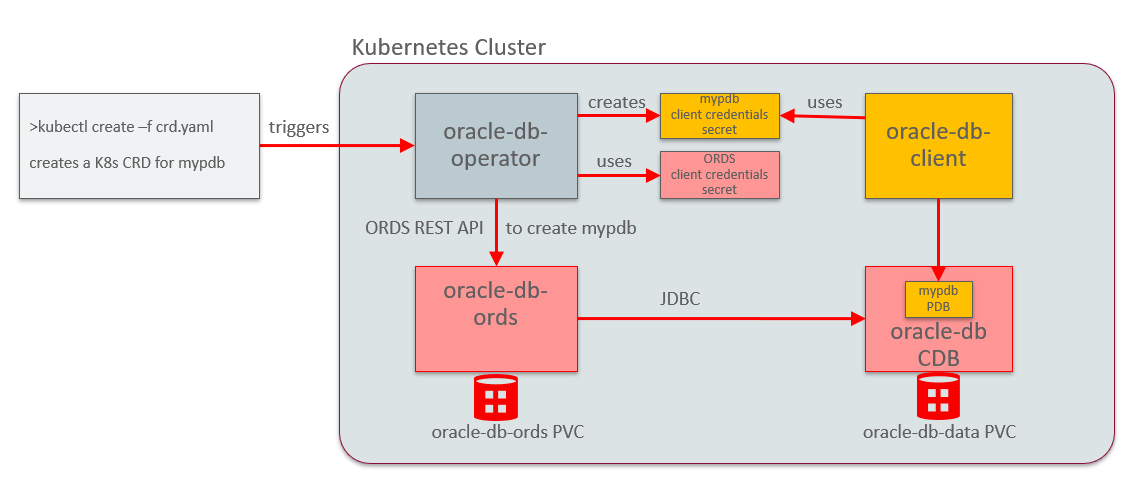 Kubernetes Cluster
>kubectl create –f crd.yaml
creates a K8s CRD for mypdb
triggers
oracle-db-
operator
creates
mypdb
client credentials
secret
uses
oracle-db-
client
uses
ORDS
client credentials
secret
ORDS REST API
to create mypdb
oracle-db-
ords
JDBC
mypdb
PDB
oracle-db
CDB
oracle-db-ords PVC
oracle-db-data PVC